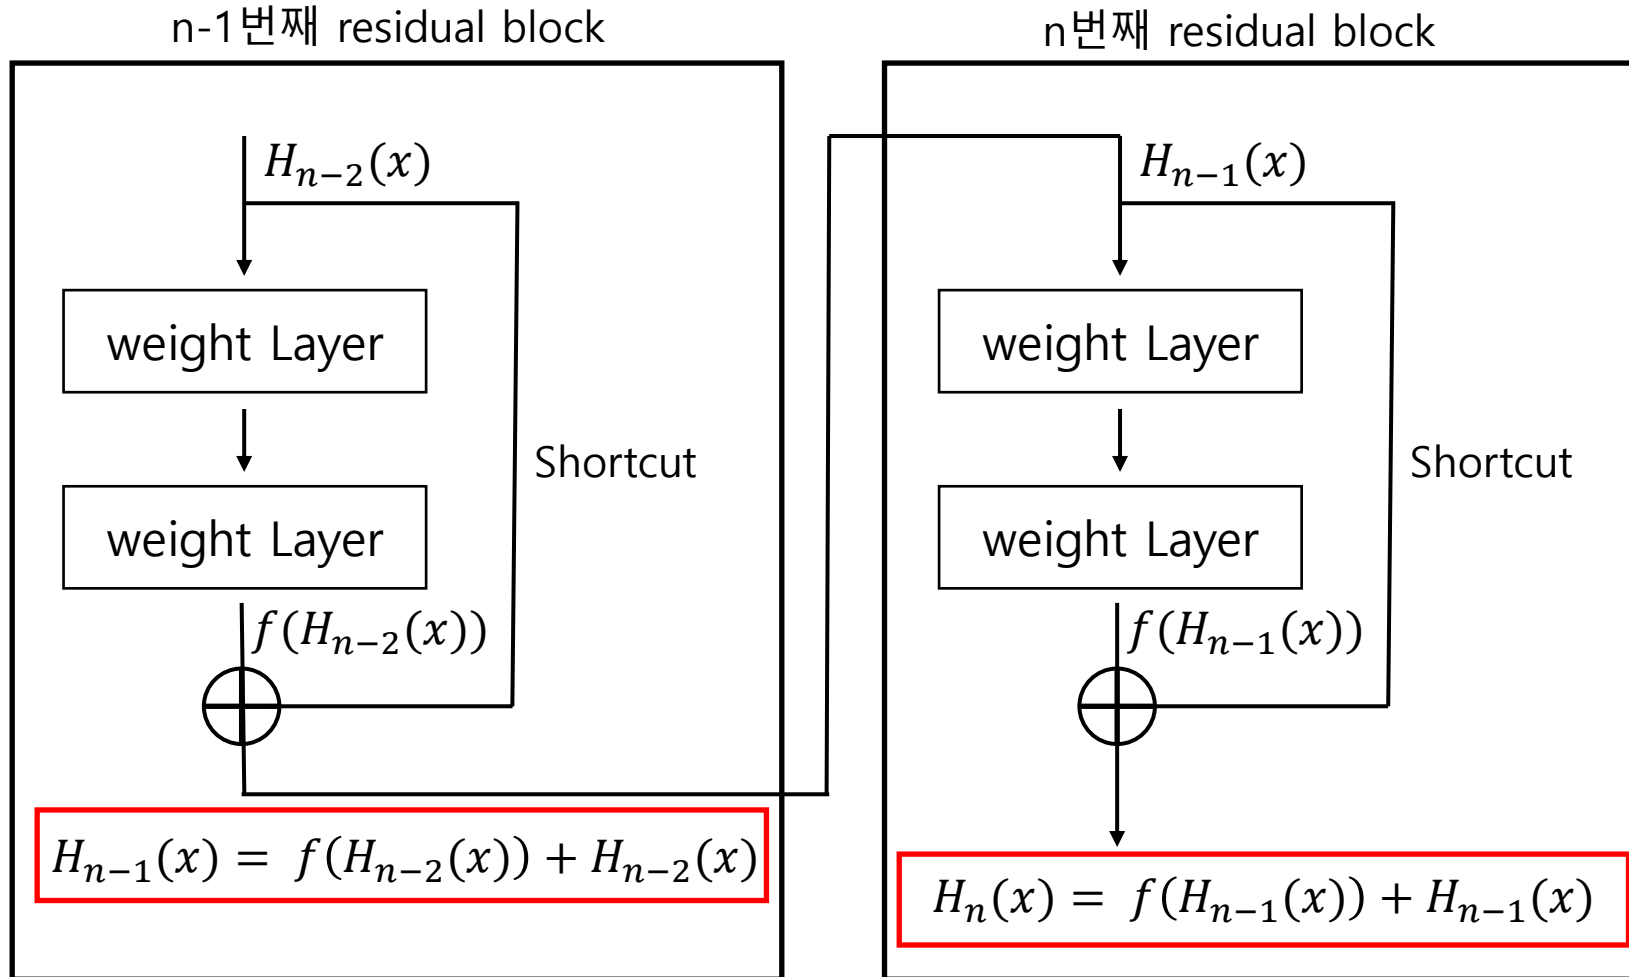 n-1번째 residual block
H_{n-2}(x)
weight Layer
Shortcut
weight Layer
f(H_{n-2}(x))
H_{n-1}(x) = f(H_{n-2}(x)) + H_{n-2}(x)
n번째 residual block
H_{n-1}(x)
weight Layer
Shortcut
weight Layer
f(H_{n-1}(x))
H_n(x) = f(H_{n-1}(x)) + H_{n-1}(x)